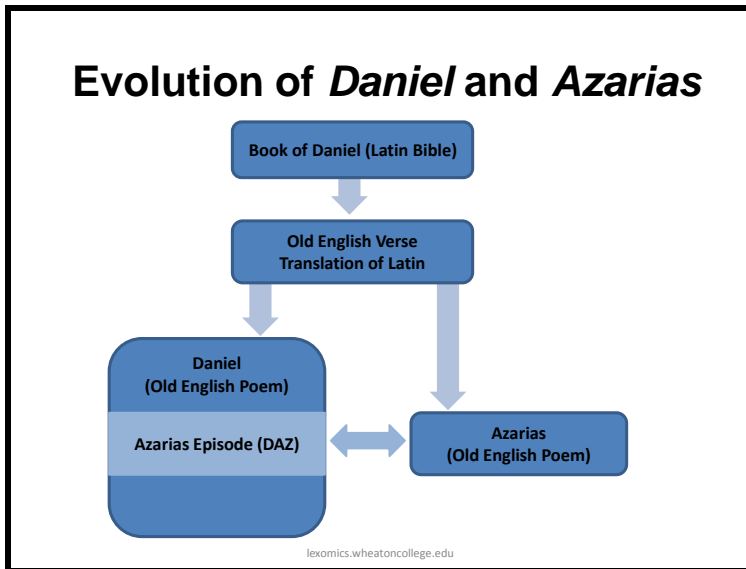 Evolution of Daniel and Azarias
Book of Daniel (Latin Bible)
Old English Verse
Translation of Latin
Daniel
(Old English Poem)
Azarias Episode (DAZ)
Azarias
(Old English Poem)
lexomics.wheatoncollege.edu